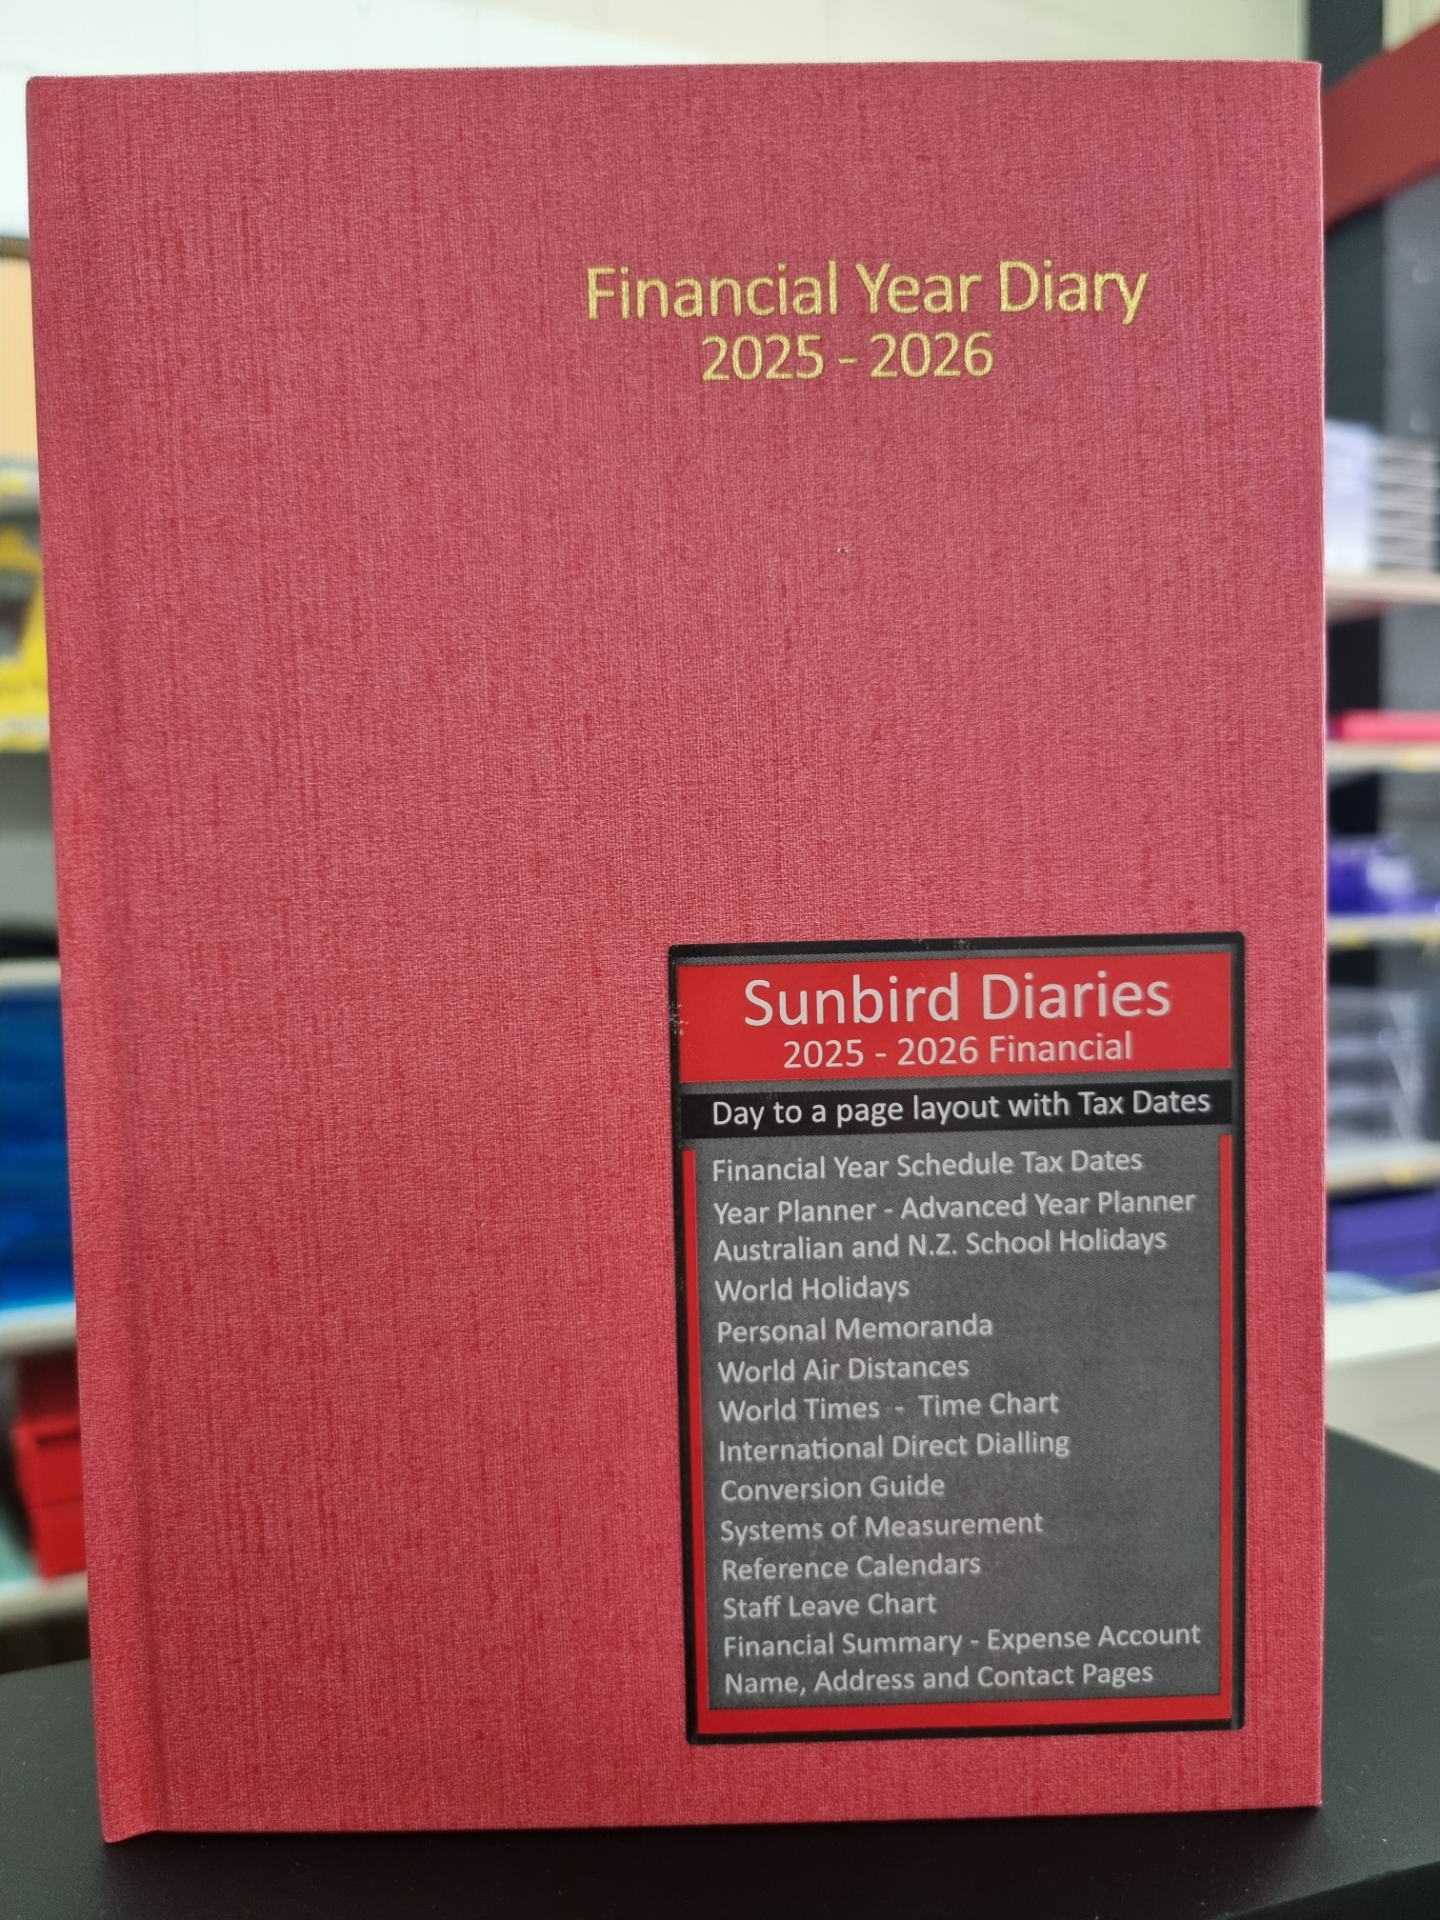 Financial Year Diary
2025 - 2026
Sunbird Diaries
2025 - 2026 Financial
Day to a page layout with Tax Dates
Financial Year Schedule Tax Dates
Year Planner - Advanced Year Planner
Australian and N.Z. School Holidays
World Holidays
Personal Memoranda
World Air Distances
World Times - Time Chart
International Direct Dialling
Conversion Guide
Systems of Measurement
Reference Calendars
Staff Leave Chart
Financial Summary - Expense Account
Name, Address and Contact Pages